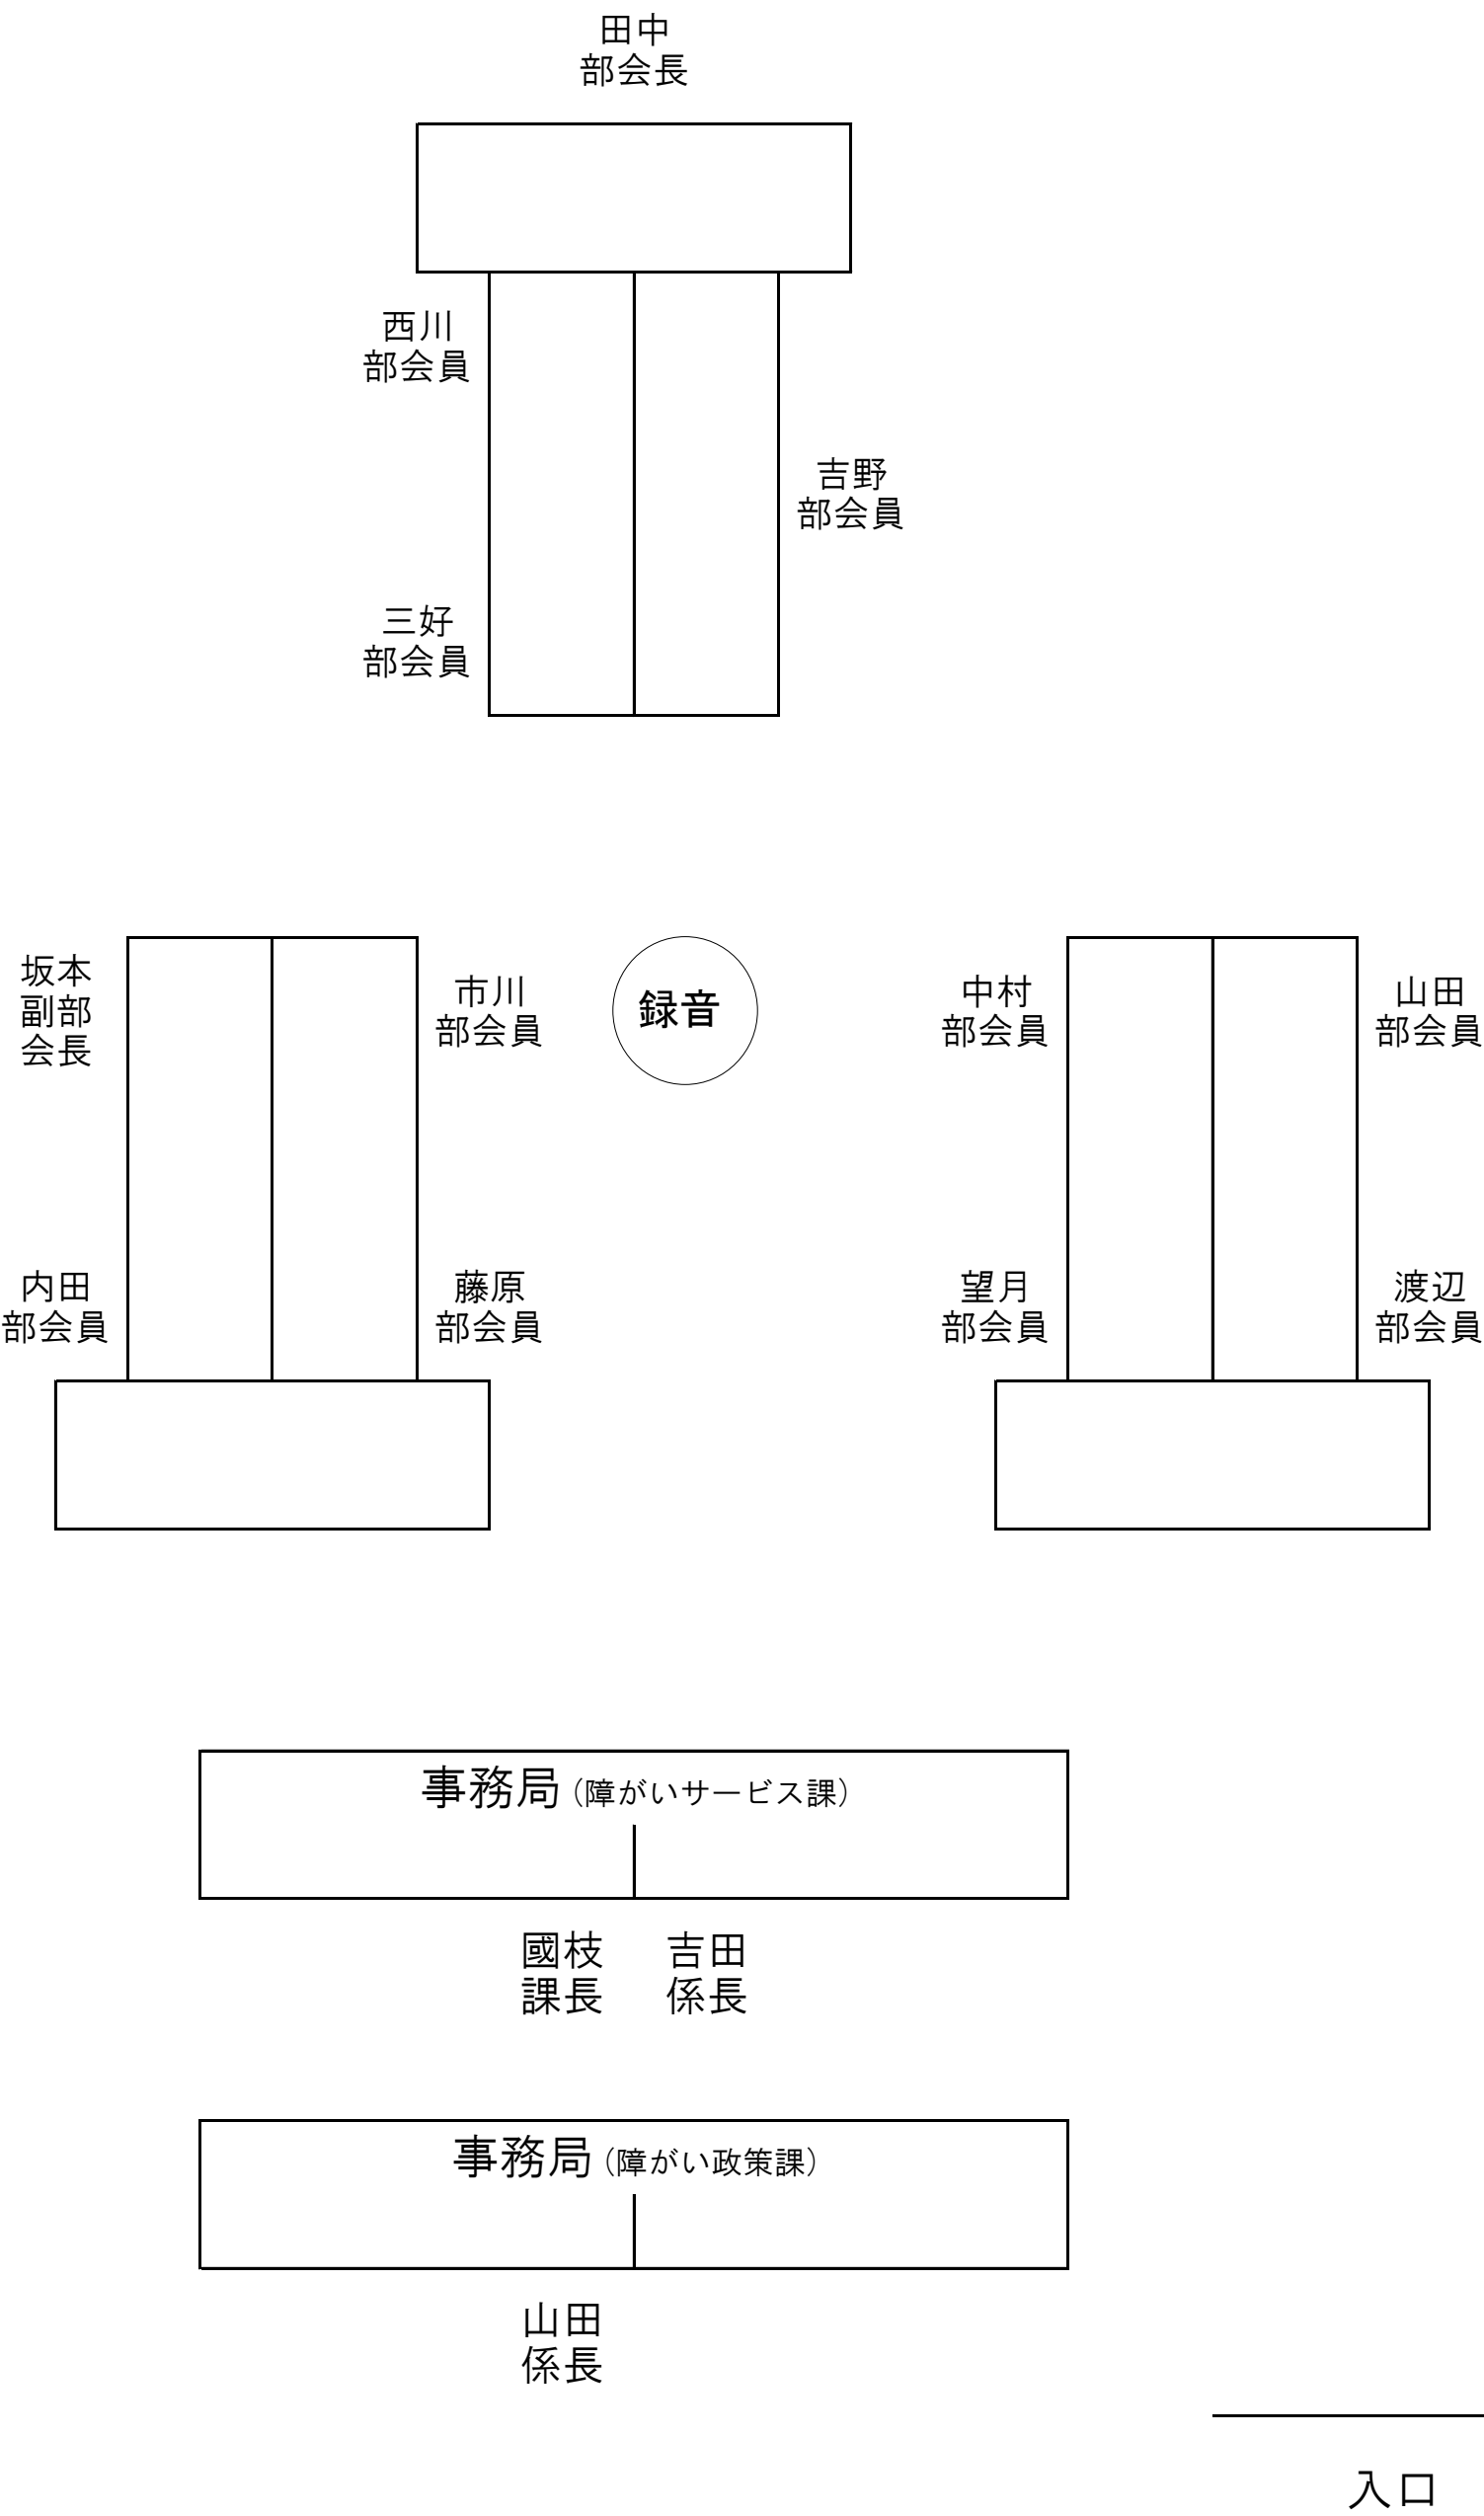 田中
部会長
西川
部会員
吉野
部会員
三好
部会員
坂本
副部
会長
市川
部会員
録音
中村
部会員
山田
部会員
内田
部会員
藤原
部会員
望月
部会員
渡辺
部会員
事務局（障がいサービス課）
國枝
課長
吉田
係長
事務局（障がい政策課）
山田
係長
入口